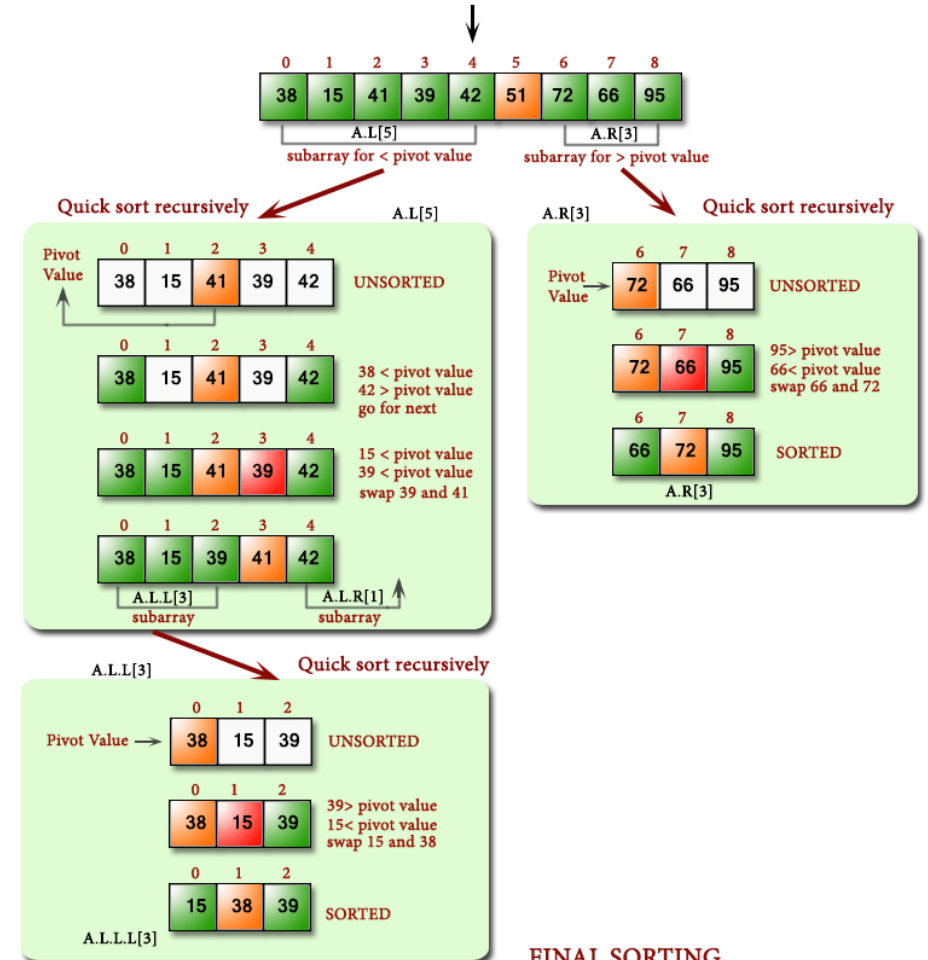 0 1 2 3 4 5 6 7 8
38 15 41 39 42 51 72 66 95
A.L[5]
A.R[3]
subarray for < pivot value
subarray for > pivot value
Quick sort recursively
A.L[5]
Pivot
Value
0 1 2 3 4
38 15 41 39 42
UNSORTED
0 1 2 3 4
38 15 41 39 42
38 < pivot value
42 > pivot value
go for next
0 1 2 3 4
38 15 41 39 42
15 < pivot value
39 < pivot value
swap 39 and 41
0 1 2 3 4
38 15 39 41 42
A.L.L[3]
A.L.R[1]
subarray
subarray
A.R[3]
Quick sort recursively
6 7 8
Pivot
Value
72 66 95
UNSORTED
6 7 8
72 66 95
95> pivot value
66< pivot value
swap 66 and 72
6 7 8
66 72 95
SORTED
A.R[3]
A.L.L[3]
Quick sort recursively
0 1 2
Pivot Value
38 15 39
UNSORTED
0 1 2
38 15 39
39> pivot value
15< pivot value
swap 15 and 38
0 1 2
15 38 39
SORTED
A.L.L.L[3]
FINAL SORTING